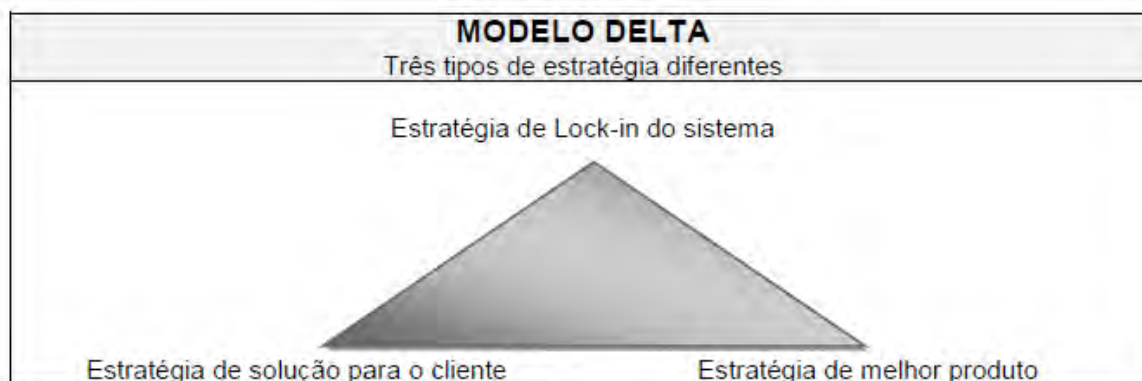 MODELO DELTA
Três tipos de estratégia diferentes
Estratégia de Lock-in do sistema
Estratégia de solução para o cliente
Estratégia de melhor produto